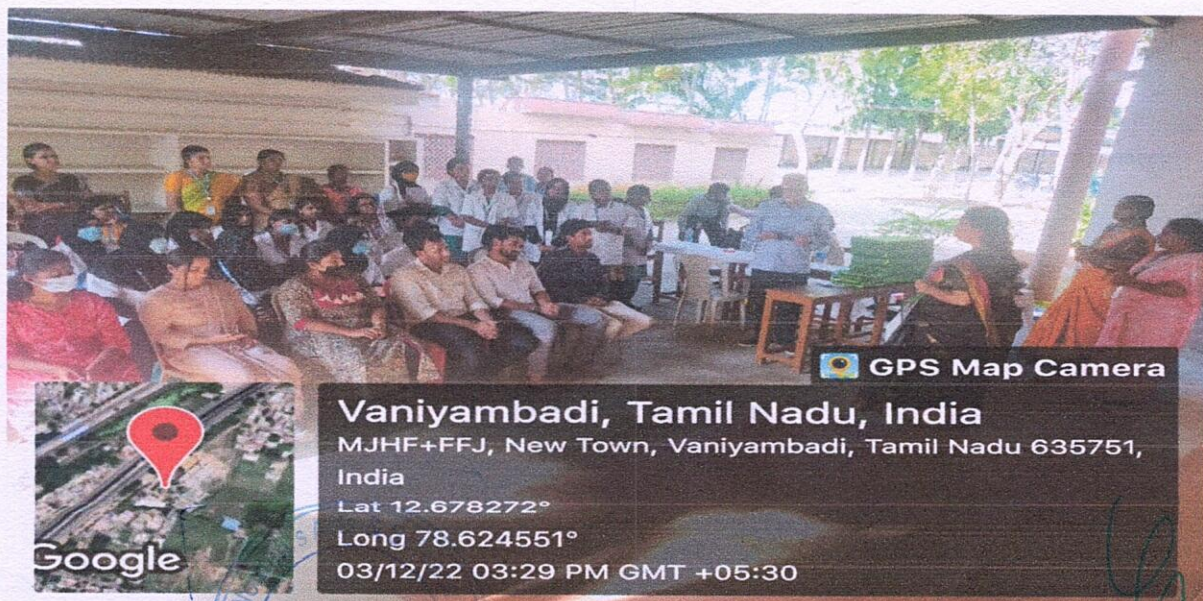 GPS Map Camera
Vaniyambadi, Tamil Nadu, India
MJHF+FFJ, New Town, Vaniyambadi, Tamil Nadu 635751,
India
Lat 12.678272°
Long 78.624551°
03/12/22 03:29 PM GMT +05:30
Google